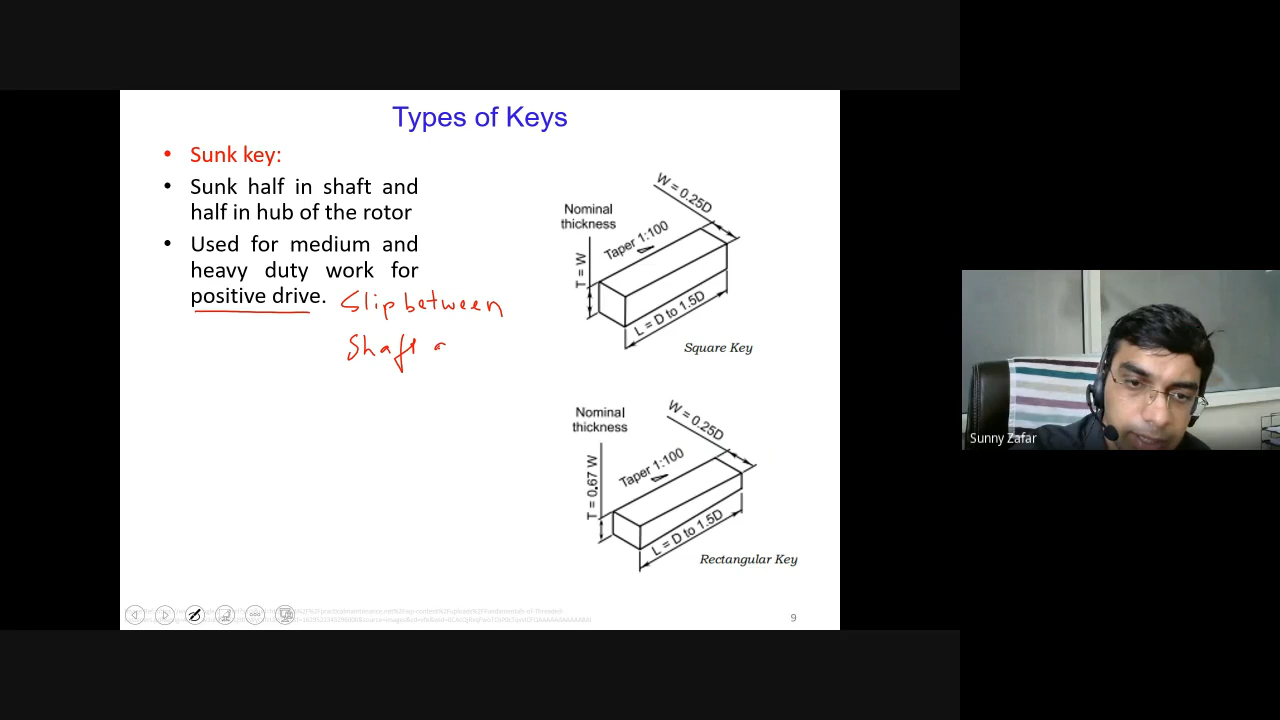 Types of Keys
• Sunk key:
• Sunk half in shaft and
half in hub of the rotor
• Used for medium and
heavy duty work for
positive drive.
Slip between
Shaft a
Nominal
thickness
W = 0.25D
Taper 1:100
T = W
L = D to 1.5D
Square Key
Nominal
thickness
W = 0.25D
Taper 1:100
T = 0.67 W
L = D to 1.5D
Rectangular Key
9
Sunny Zafar